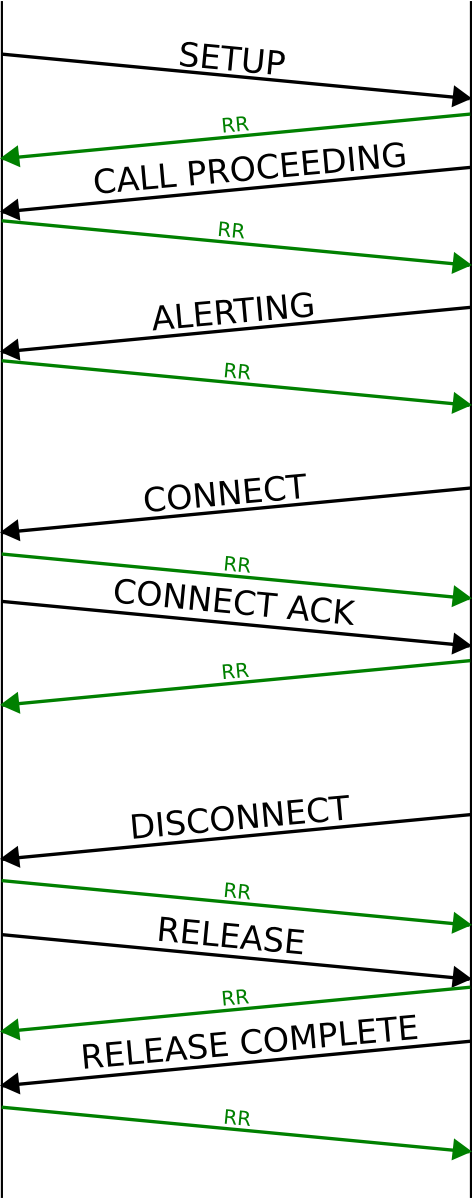 SETUP
RR
CALL PROCEEDING
RR
ALERTING
RR
CONNECT
RR
CONNECT ACK
RR
DISCONNECT
RR
RELEASE
RR
RELEASE COMPLETE
RR